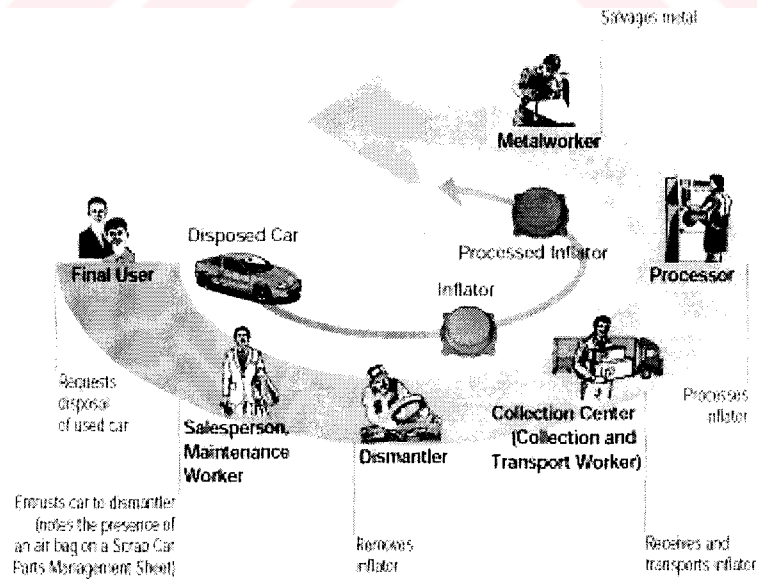 Salvages metal
Metalworker
Disposed Car
Processed Inflator
Final User
Processor
Inflator
Requests
disposal
of used car
Salesperson,
Maintenance
Worker
Dismantler
Collection Center
(Collection and
Transport Worker)
Processes
inflator
Entrusts car to dismantler
(notes the presence of
an air bag on a Scrap Car
Parts Management Sheet)
Removes
inflator
Receives and
transports inflator